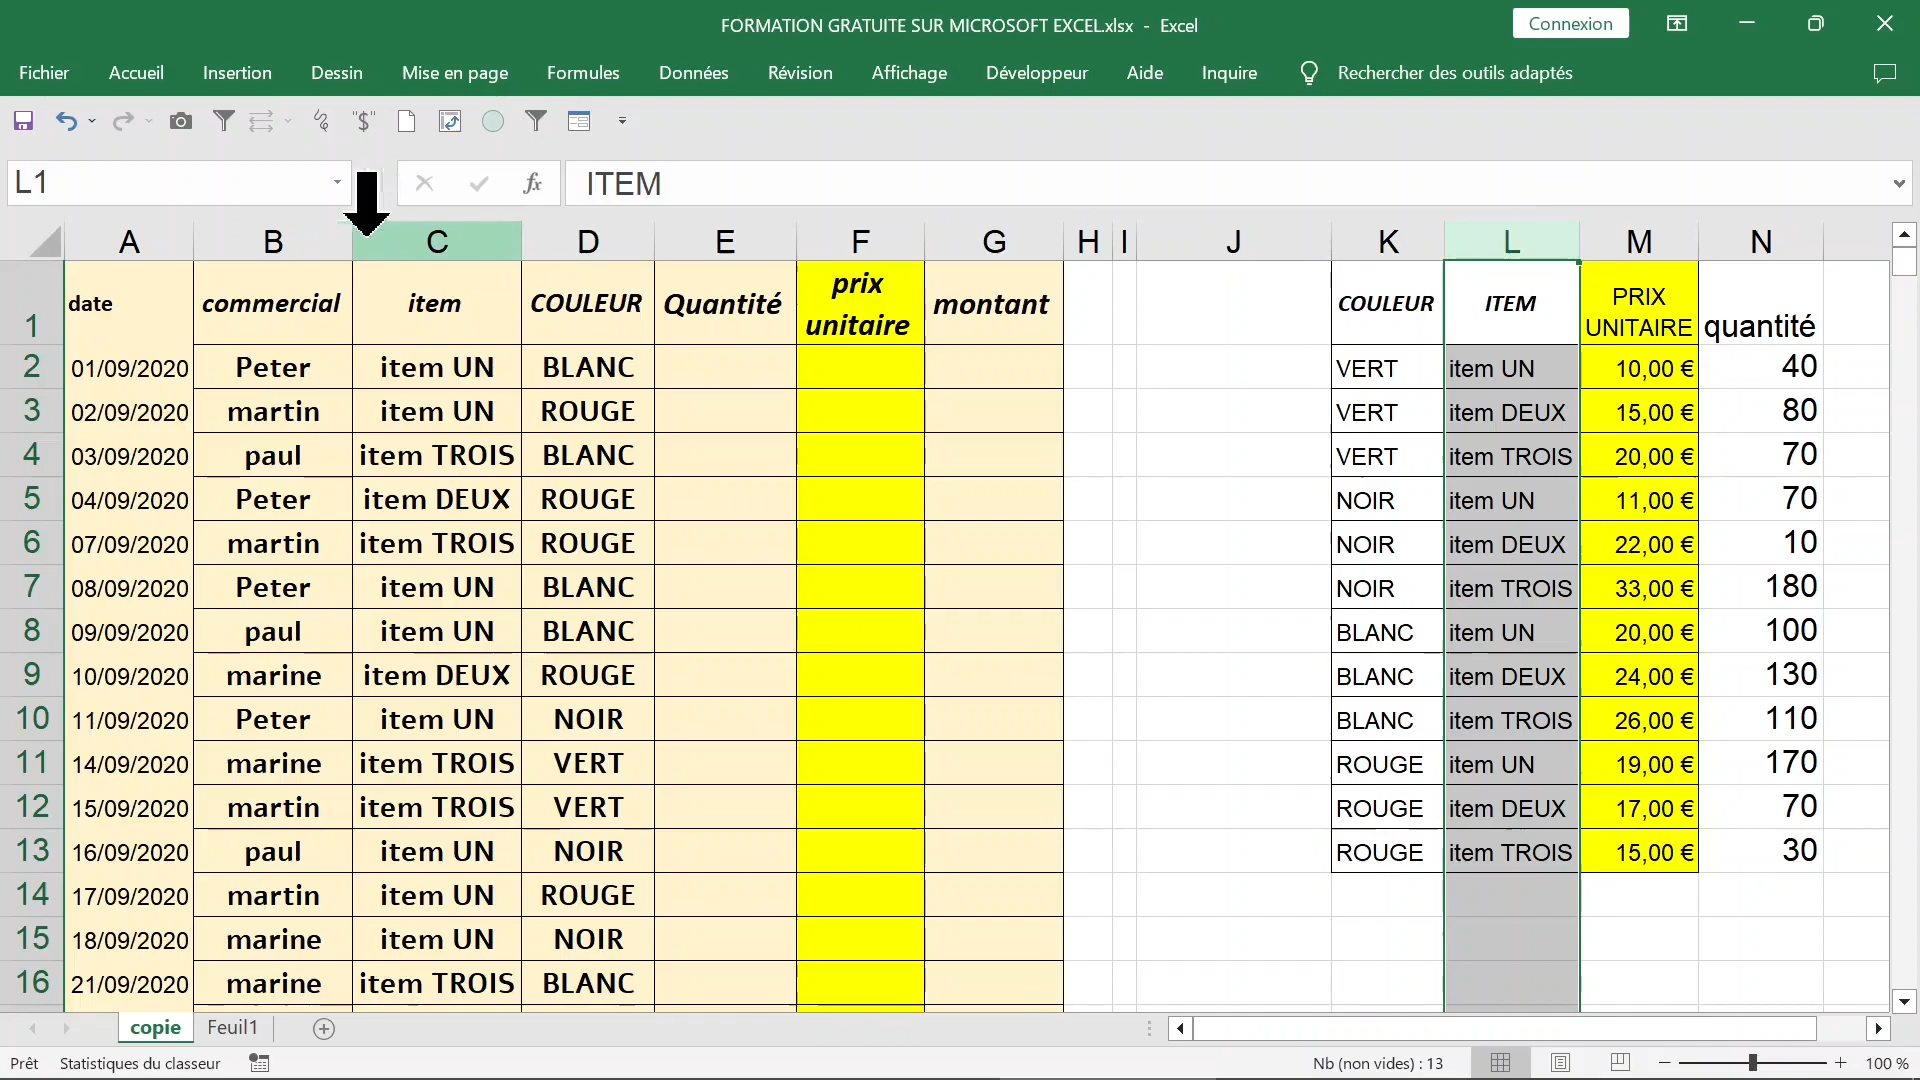 FORMATION GRATUITE SUR MICROSOFT EXCEL.xlsx - Excel
Connexion
Fichier Accueil Insertion Dessin Mise en page Formules Données Révision Affichage Développeur Aide Inquire Rechercher des outils adaptés
"$"
L1 fx ITEM
A B C D E F G H I J K L M N
1 date commercial item COULEUR Quantité prix unitaire montant COULEUR ITEM PRIX UNITAIRE quantité
2 01/09/2020 Peter item UN BLANC VERT item UN 10,00 € 40
3 02/09/2020 martin item UN ROUGE VERT item DEUX 15,00 € 80
4 03/09/2020 paul item TROIS BLANC VERT item TROIS 20,00 € 70
5 04/09/2020 Peter item DEUX ROUGE NOIR item UN 11,00 € 70
6 07/09/2020 martin item TROIS ROUGE NOIR item DEUX 22,00 € 10
7 08/09/2020 Peter item UN BLANC NOIR item TROIS 33,00 € 180
8 09/09/2020 paul item UN BLANC BLANC item UN 20,00 € 100
9 10/09/2020 marine item DEUX ROUGE BLANC item DEUX 24,00 € 130
10 11/09/2020 Peter item UN NOIR BLANC item TROIS 26,00 € 110
11 14/09/2020 marine item TROIS VERT ROUGE item UN 19,00 € 170
12 15/09/2020 martin item TROIS VERT ROUGE item DEUX 17,00 € 70
13 16/09/2020 paul item UN NOIR ROUGE item TROIS 15,00 € 30
14 17/09/2020 martin item UN ROUGE
15 18/09/2020 marine item UN NOIR
16 21/09/2020 marine item TROIS BLANC
copie Feuil1
Prêt Statistiques du classeur Nb (non vides) : 13 100 %